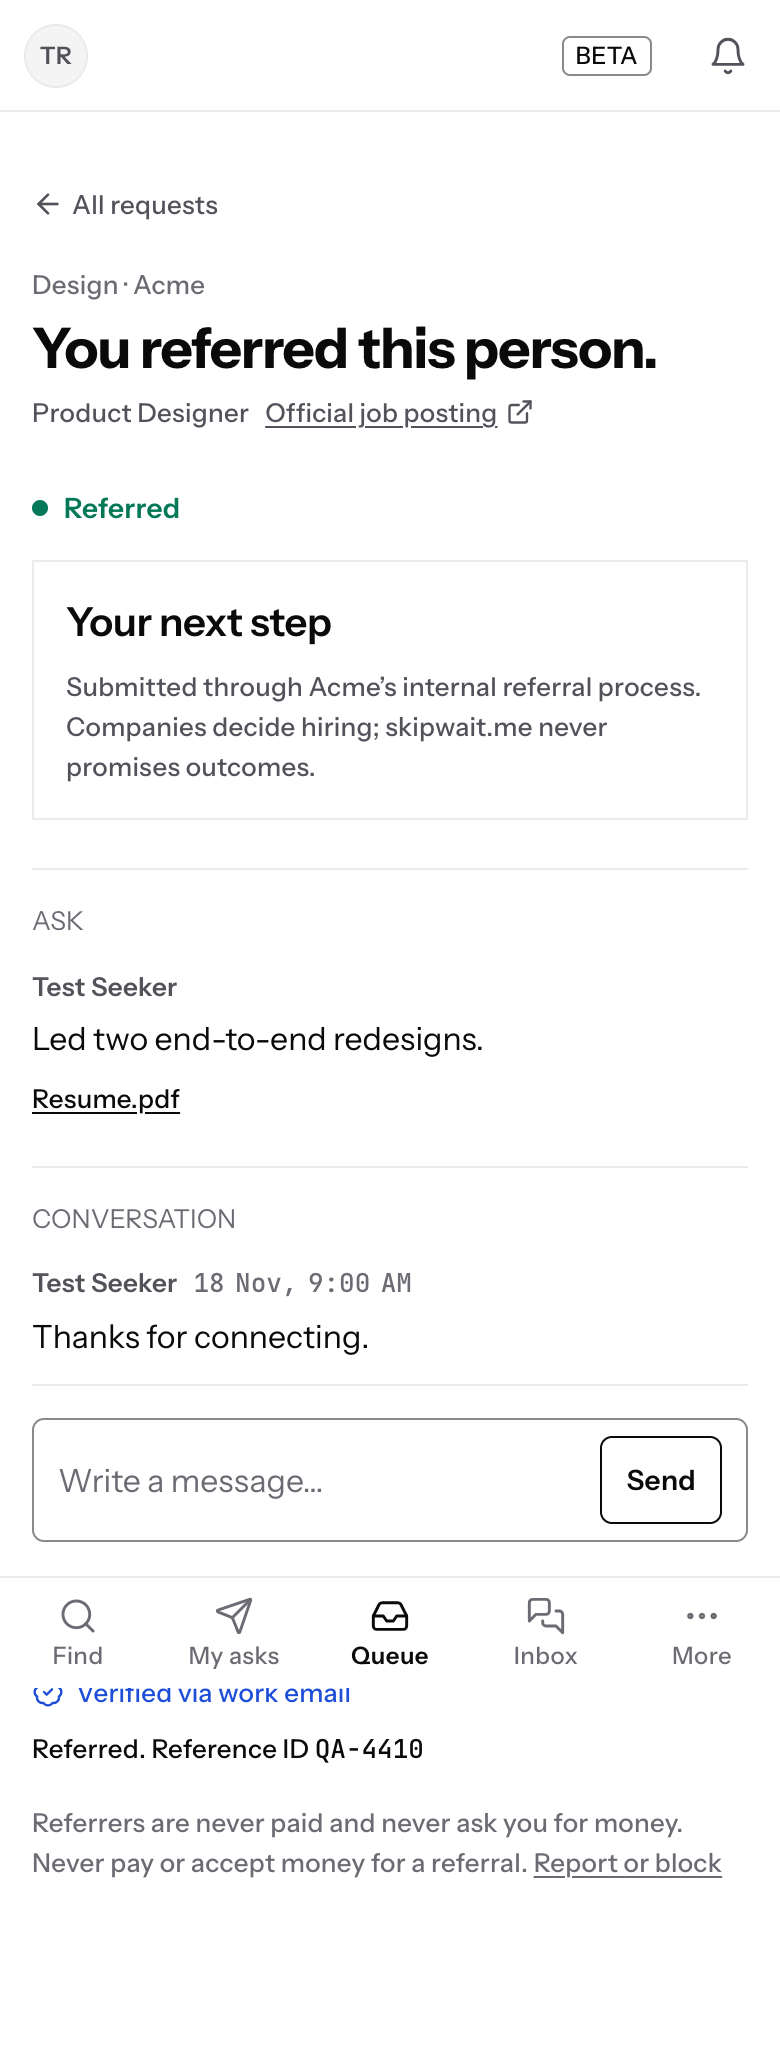 TR
BETA
All requests
Design · Acme
You referred this person.
Product Designer Official job posting
Referred
Your next step
Submitted through Acme’s internal referral process.
Companies decide hiring; skipwait.me never
promises outcomes.
ASK
Test Seeker
Led two end-to-end redesigns.
Resume.pdf
CONVERSATION
Test Seeker 18 Nov, 9:00 AM
Thanks for connecting.
Write a message...
Send
Find
My asks
Queue
Inbox
More
Verified via work email
Referred. Reference ID QA-4410
Referrers are never paid and never ask you for money.
Never pay or accept money for a referral. Report or block